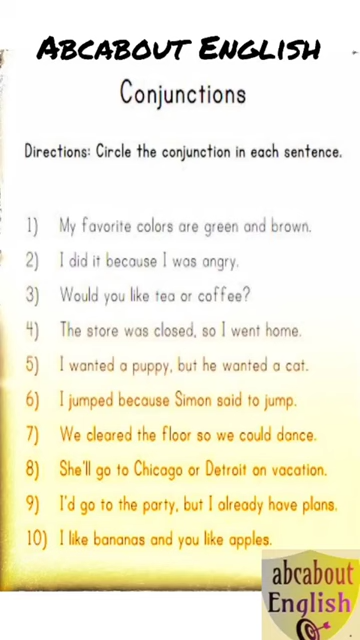 Abcabout English
Conjunctions
Directions: Circle the conjunction in each sentence.
1) My favorite colors are green and brown.
2) I did it because I was angry.
3) Would you like tea or coffee?
4) The store was closed, so I went home.
5) I wanted a puppy, but he wanted a cat.
6) I jumped because Simon said to jump.
7) We cleared the floor so we could dance.
8) She'll go to Chicago or Detroit on vacation.
9) I'd go to the party, but I already have plans.
10) I like bananas and you like apples.
abcabout
English